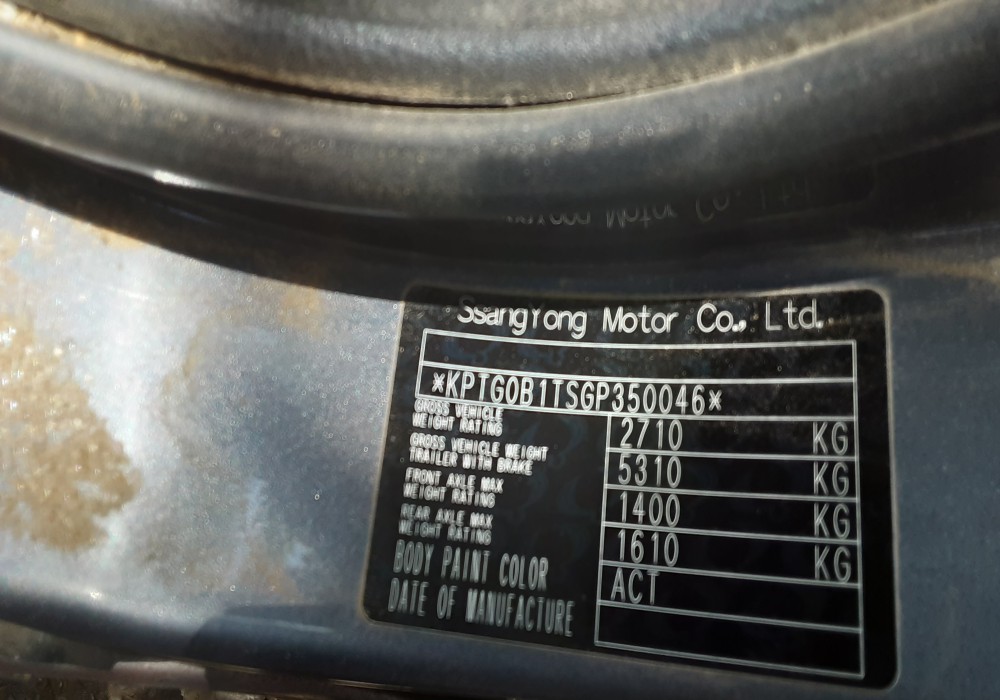 SsangYong Motor Co., Ltd.
*KPTG0B1TSGP350046*
GROSS VEHICLE
WEIGHT RATING
2710 KG
GROSS VEHICLE WEIGHT
TRAILER WITH BRAKE
5310 KG
FRONT AXLE MAX
WEIGHT RATING
1400 KG
REAR AXLE MAX
WEIGHT RATING
1610 KG
BODY PAINT COLOR
ACT
DATE OF MANUFACTURE